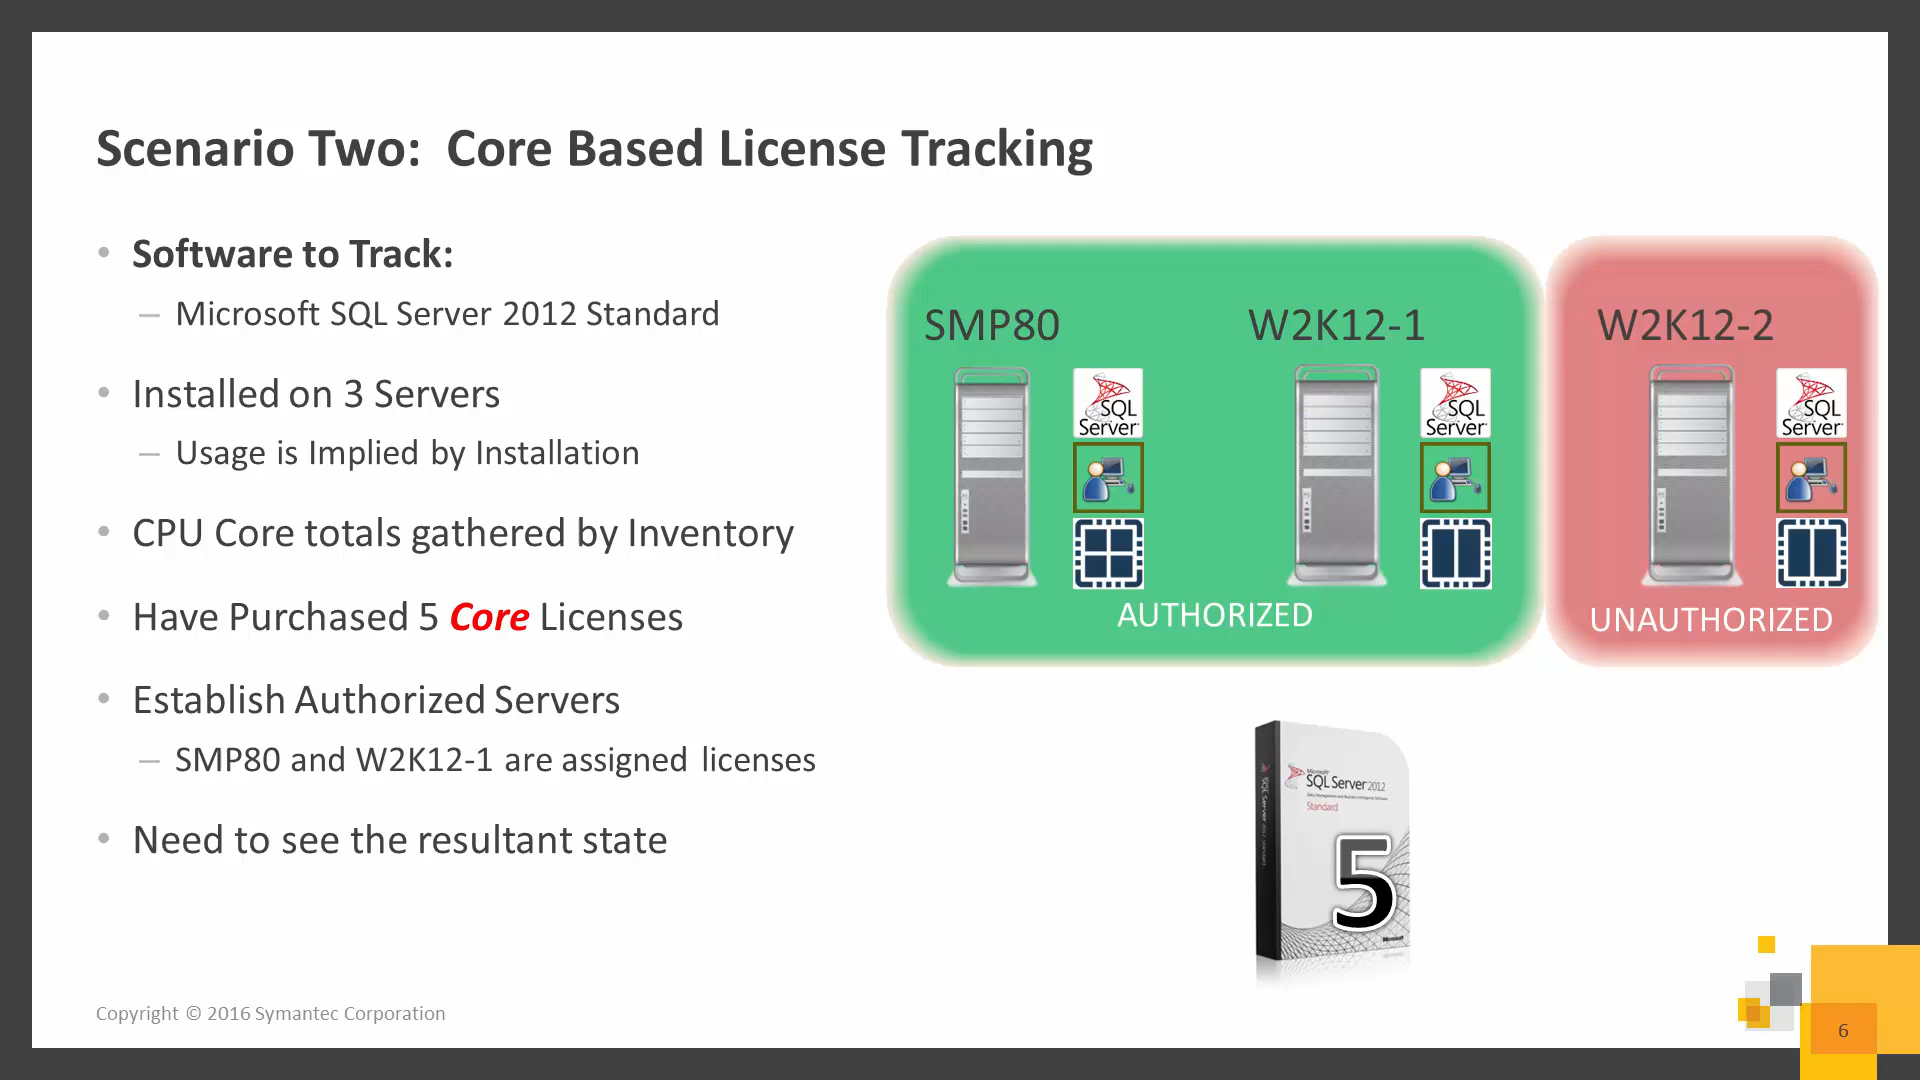 Scenario Two: Core Based License Tracking
• Software to Track:
– Microsoft SQL Server 2012 Standard
• Installed on 3 Servers
– Usage is Implied by Installation
• CPU Core totals gathered by Inventory
• Have Purchased 5 Core Licenses
• Establish Authorized Servers
– SMP80 and W2K12-1 are assigned licenses
• Need to see the resultant state
SMP80
W2K12-1
W2K12-2
SQL
Server
SQL
Server
SQL
Server
AUTHORIZED
UNAUTHORIZED
Microsoft
SQL Server 2012
Standard
5
Microsoft
Copyright © 2016 Symantec Corporation
6